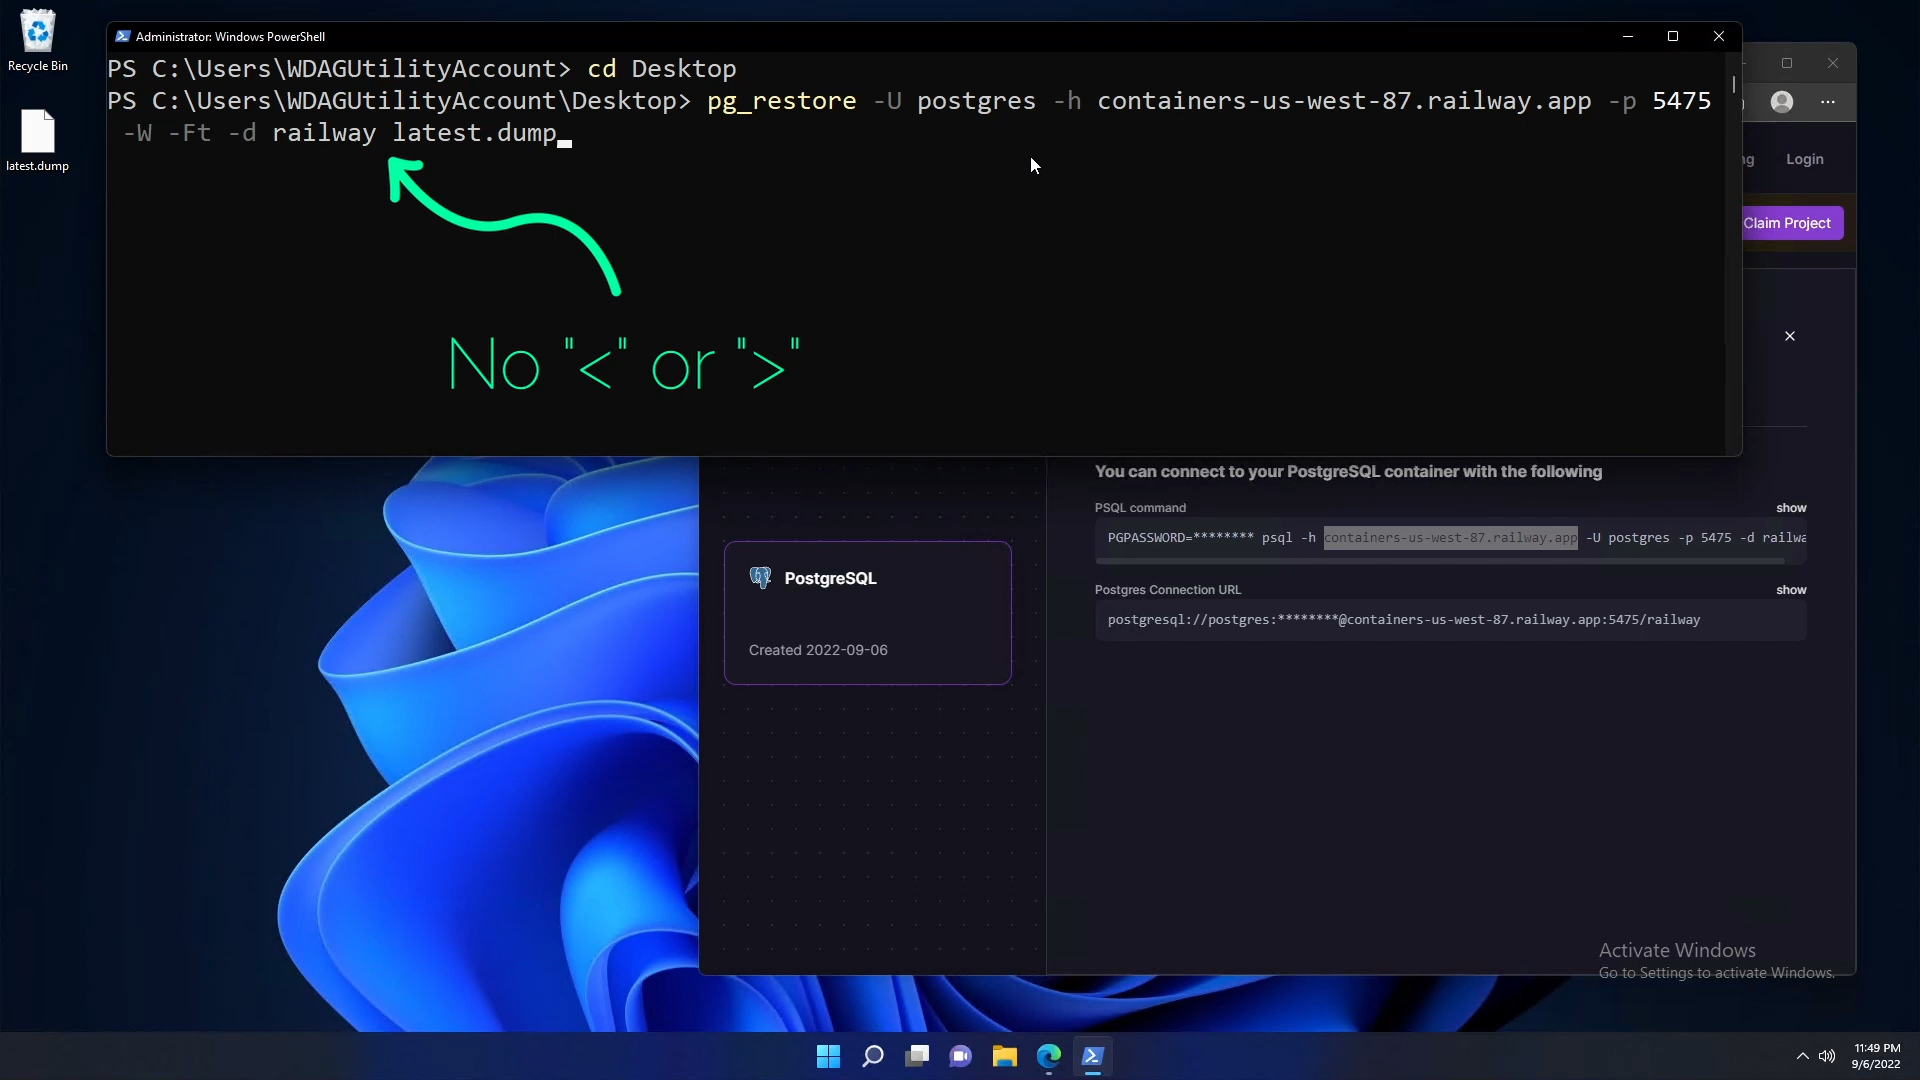 Recycle Bin
latest.dump
Administrator: Windows PowerShell
PS C:\Users\WDAGUtilityAccount> cd Desktop
PS C:\Users\WDAGUtilityAccount\Desktop> pg_restore -U postgres -h containers-us-west-87.railway.app -p 5475
-W -Ft -d railway latest.dump
No "<" or ">"
Login
Claim Project
You can connect to your PostgreSQL container with the following
PSQL command
show
PGPASSWORD=******** psql -h containers-us-west-87.railway.app -U postgres -p 5475 -d railwa
Postgres Connection URL
show
postgresql://postgres:********@containers-us-west-87.railway.app:5475/railway
PostgreSQL
Created 2022-09-06
Activate Windows
Go to Settings to activate Windows.
11:49 PM
9/6/2022